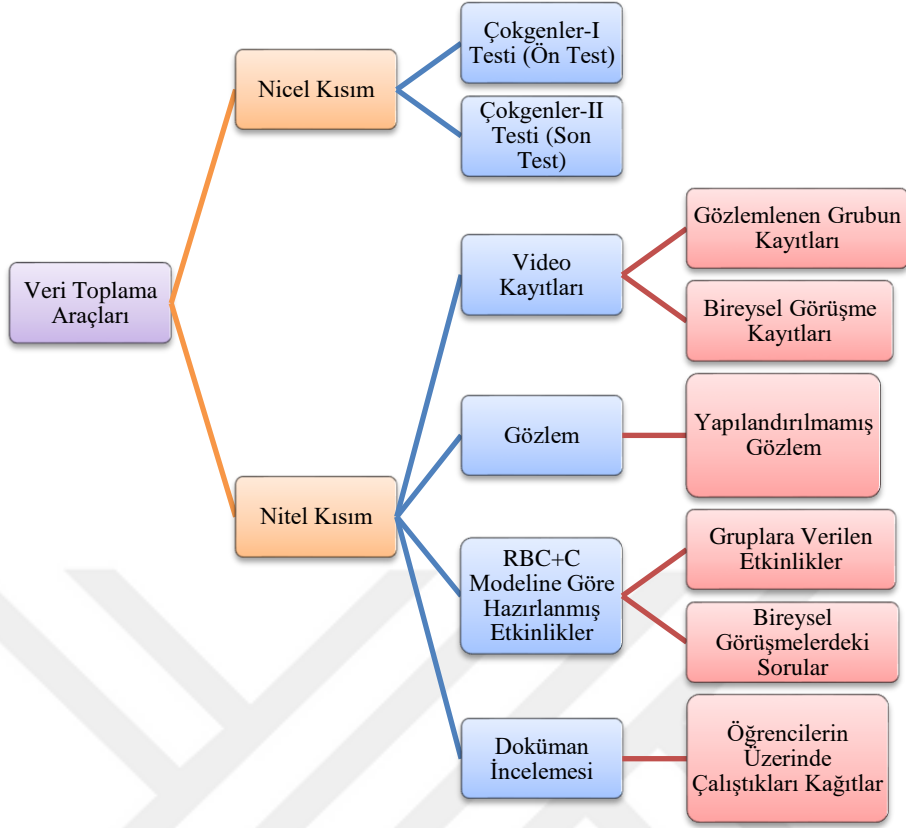 Veri Toplama
Araçları
Nicel Kısım
Çokgenler-I
Testi (Ön Test)
Çokgenler-II
Testi (Son
Test)
Nitel Kısım
Video
Kayıtları
Gözlemlenen Grubun
Kayıtları
Bireysel Görüşme
Kayıtları
Gözlem
Yapılandırılmamış
Gözlem
RBC+C
Modeline Göre
Hazırlanmış
Etkinlikler
Gruplara Verilen
Etkinlikler
Bireysel
Görüşmelerdeki
Sorular
Doküman
İncelemesi
Öğrencilerin
Üzerinde
Çalıştıkları Kağıtlar